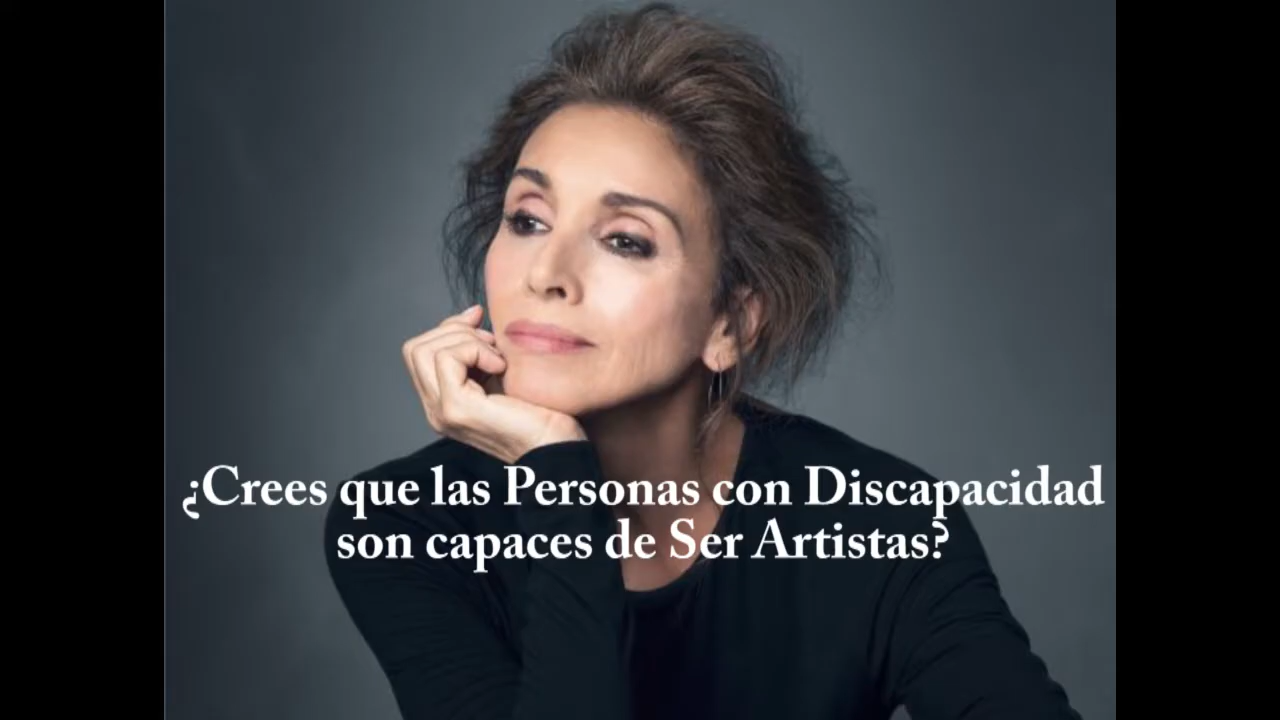 ¿Crees que las Personas con Discapacidad
son capaces de Ser Artistas?